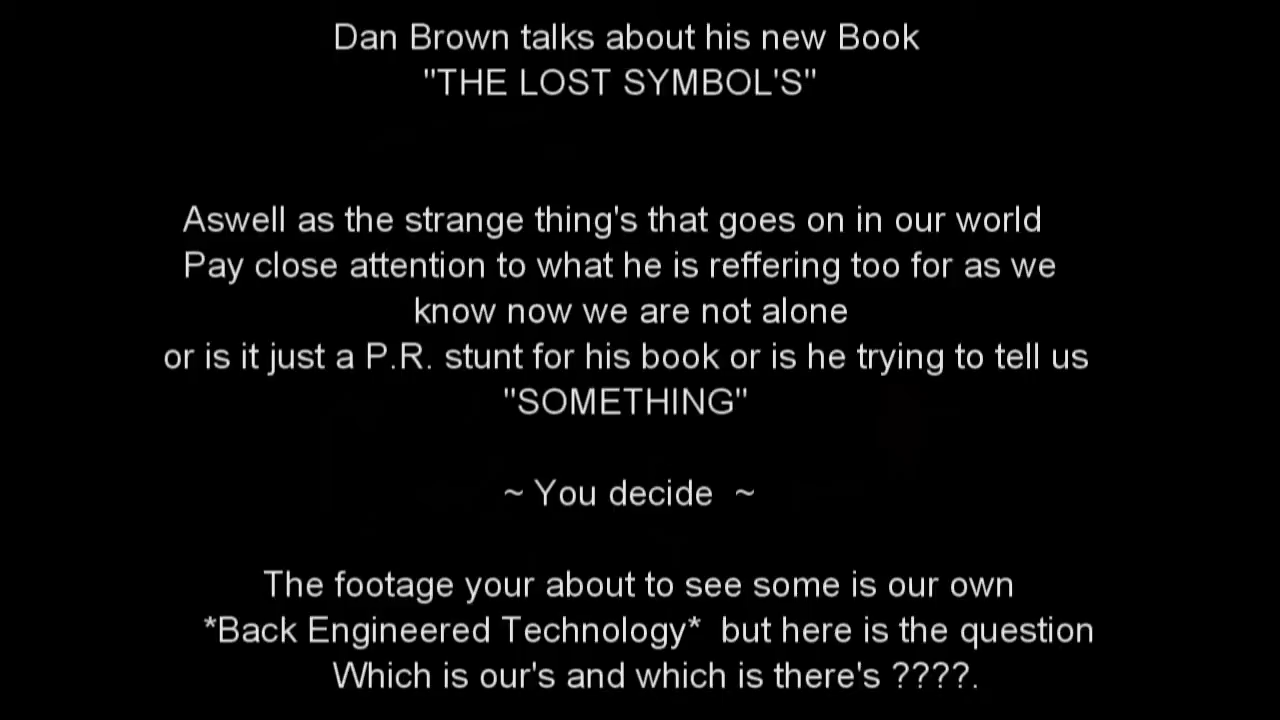 Dan Brown talks about his new Book
"THE LOST SYMBOL'S"
Aswell as the strange thing's that goes on in our world
Pay close attention to what he is reffering too for as we
know now we are not alone
or is it just a P.R. stunt for his book or is he trying to tell us
"SOMETHING"
~ You decide ~
The footage your about to see some is our own
*Back Engineered Technology* but here is the question
Which is our's and which is there's ????.